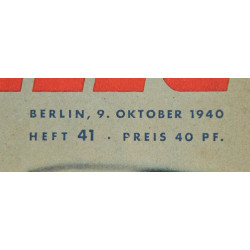 BERLIN, 9. OKTOBER 1940
HEFT 41 · PREIS 40 PF.